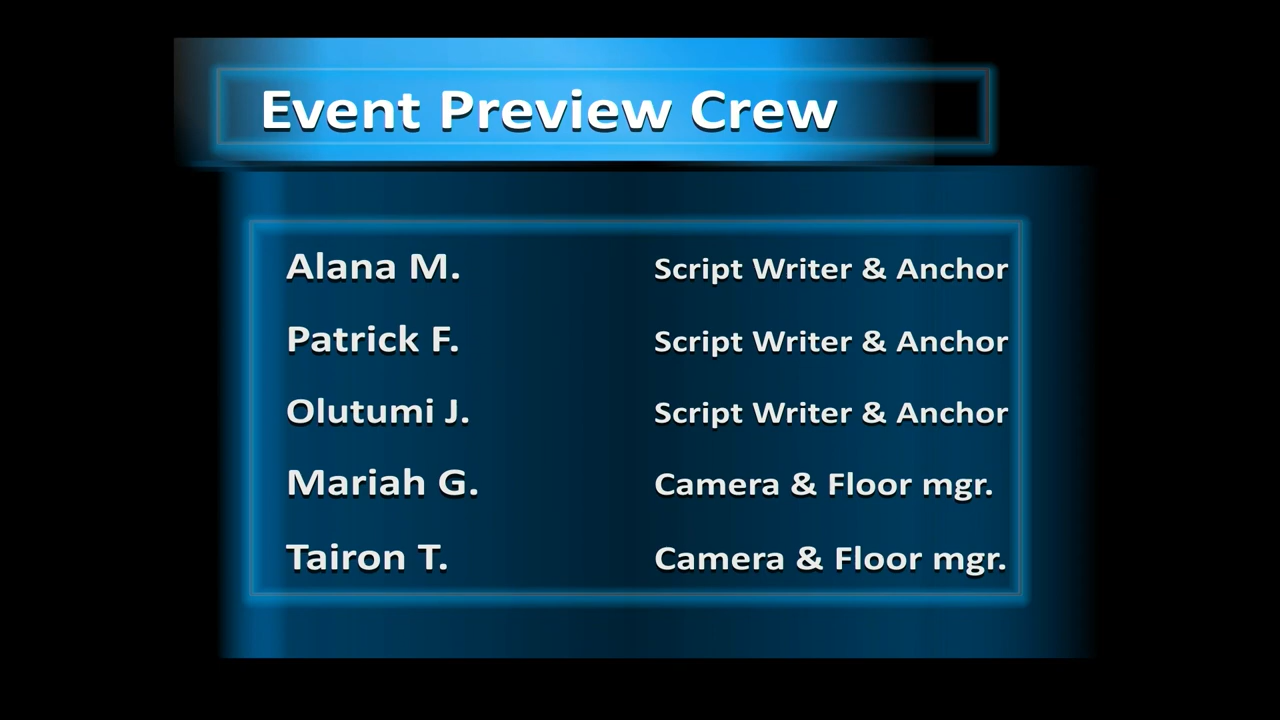 Event Preview Crew
Alana M. Script Writer & Anchor
Patrick F. Script Writer & Anchor
Olutumi J. Script Writer & Anchor
Mariah G. Camera & Floor mgr.
Tairon T. Camera & Floor mgr.